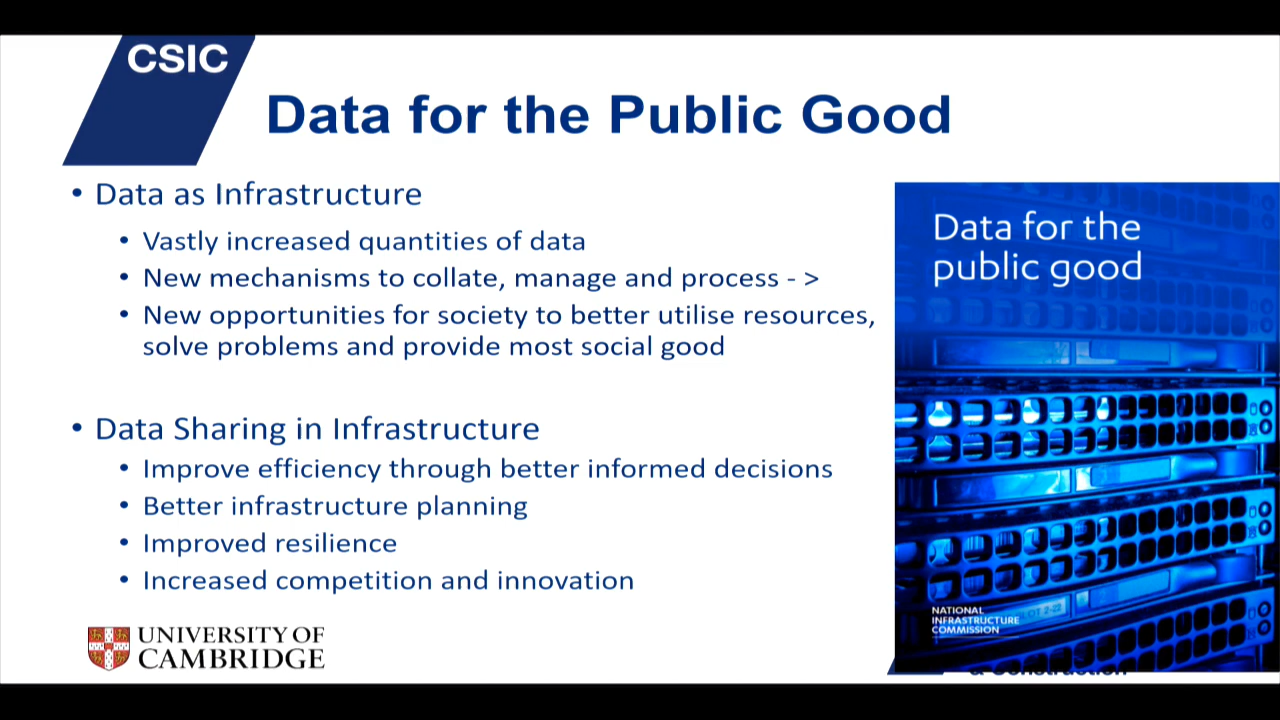 CSIC
Data for the Public Good
• Data as Infrastructure
• Vastly increased quantities of data
• New mechanisms to collate, manage and process - >
• New opportunities for society to better utilise resources,
solve problems and provide most social good
• Data Sharing in Infrastructure
• Improve efficiency through better informed decisions
• Better infrastructure planning
• Improved resilience
• Increased competition and innovation
UNIVERSITY OF
CAMBRIDGE
Data for the
public good
NATIONAL
INFRASTRUCTURE
COMMISSION